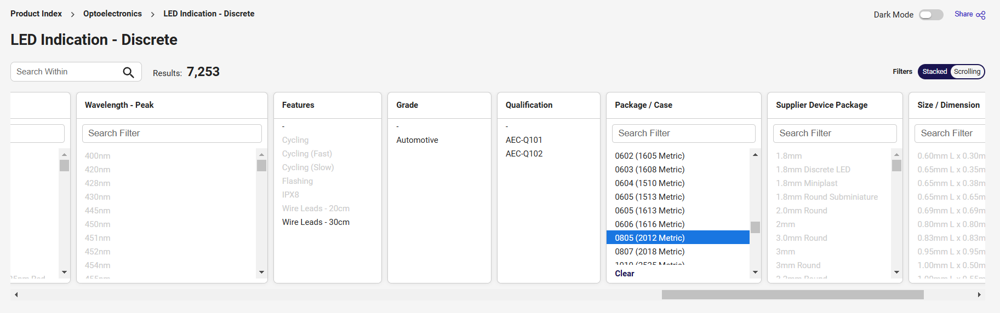 Product Index > Optoelectronics > LED Indication - Discrete
Dark Mode
Share
LED Indication - Discrete
Search Within
Results: 7,253
Filters
Stacked
Scrolling
Wavelength - Peak
Search Filter
400nm
420nm
428nm
430nm
445nm
450nm
451nm
452nm
454nm
455nm
Features
-
Cycling
Cycling (Fast)
Cycling (Slow)
Flashing
IPX8
Wire Leads - 20cm
Wire Leads - 30cm
Grade
-
Automotive
Qualification
-
AEC-Q101
AEC-Q102
Package / Case
Search Filter
0602 (1605 Metric)
0603 (1608 Metric)
0604 (1510 Metric)
0605 (1513 Metric)
0605 (1613 Metric)
0606 (1616 Metric)
0805 (2012 Metric)
0807 (2018 Metric)
Clear
Supplier Device Package
Search Filter
1.8mm
1.8mm Discrete LED
1.8mm Miniplast
1.8mm Round Subminiature
2.0mm Round
2mm
3.0mm Round
3mm
3mm Round
Size / Dimension
Search Filter
0.60mm L x 0.30m
0.65mm L x 0.35m
0.65mm L x 0.38m
0.65mm L x 0.65m
0.69mm L x 0.69m
0.80mm L x 0.80m
0.83mm L x 0.83m
0.95mm L x 0.95m
1.00mm L x 0.50m
1.00mm L x 0.55m